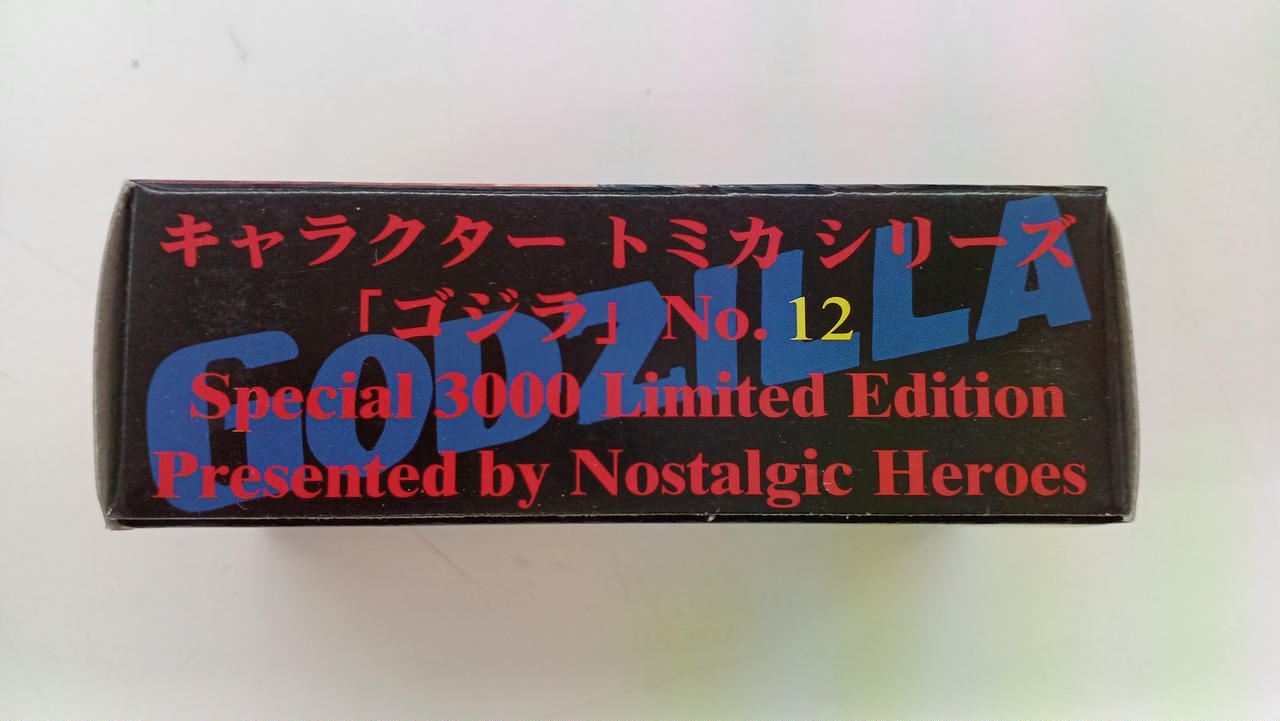 キャラクター トミカ シリーズ
「ゴジラ」No. 12
Special 3000 Limited Edition
Presented by Nostalgic Heroes
GODZILLA